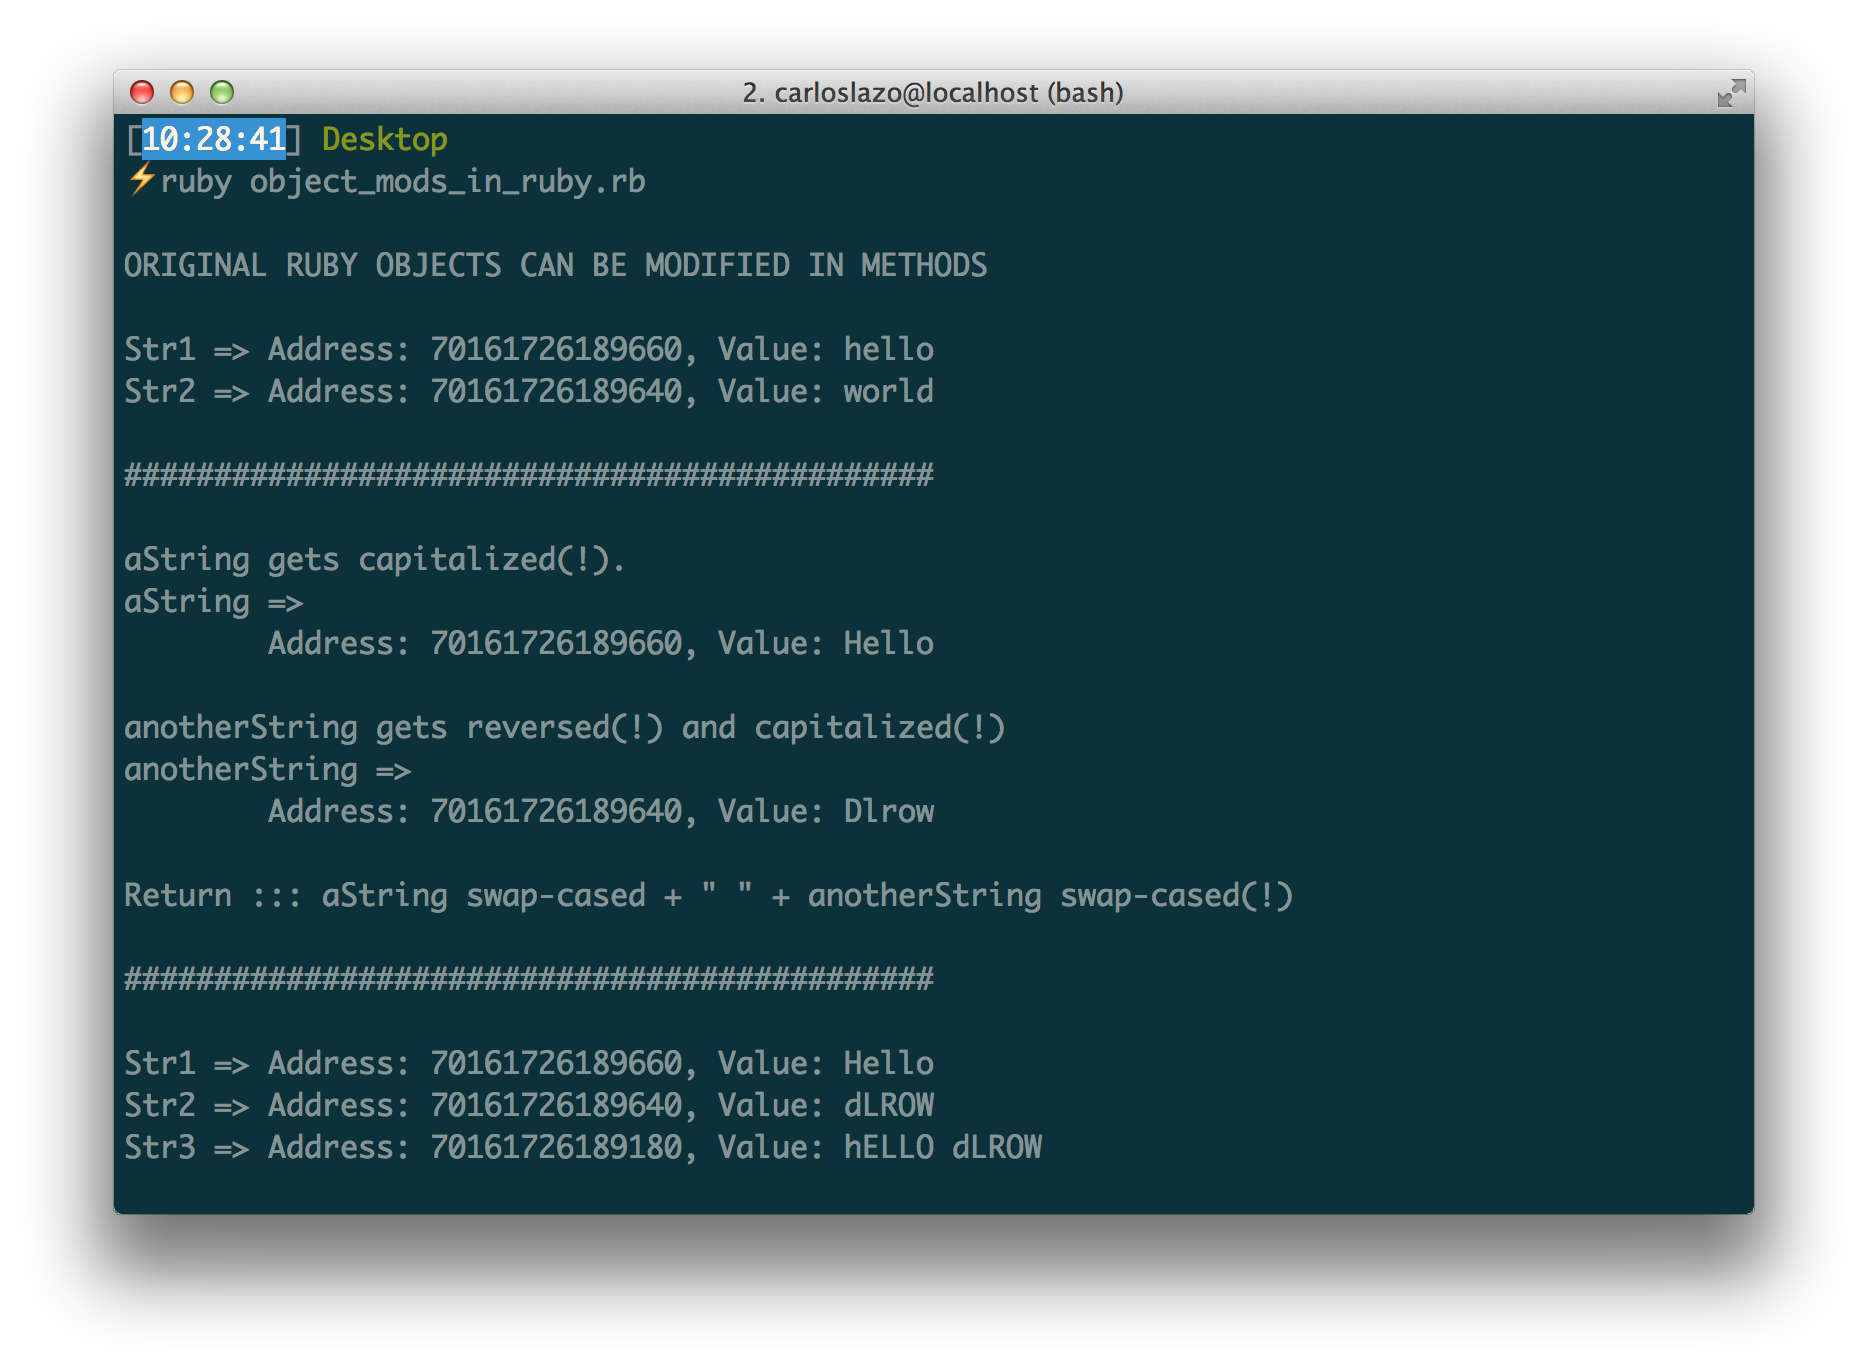 2. carloslazo@localhost (bash)
[10:28:41] Desktop
⚡ruby object_mods_in_ruby.rb
ORIGINAL RUBY OBJECTS CAN BE MODIFIED IN METHODS
Str1 => Address: 70161726189660, Value: hello
Str2 => Address: 70161726189640, Value: world
#############################################
aString gets capitalized(!).
aString =>
Address: 70161726189660, Value: Hello
anotherString gets reversed(!) and capitalized(!)
anotherString =>
Address: 70161726189640, Value: Dlrow
Return ::: aString swap-cased + " " + anotherString swap-cased(!)
#############################################
Str1 => Address: 70161726189660, Value: Hello
Str2 => Address: 70161726189640, Value: dLROW
Str3 => Address: 70161726189180, Value: hELLO dLROW